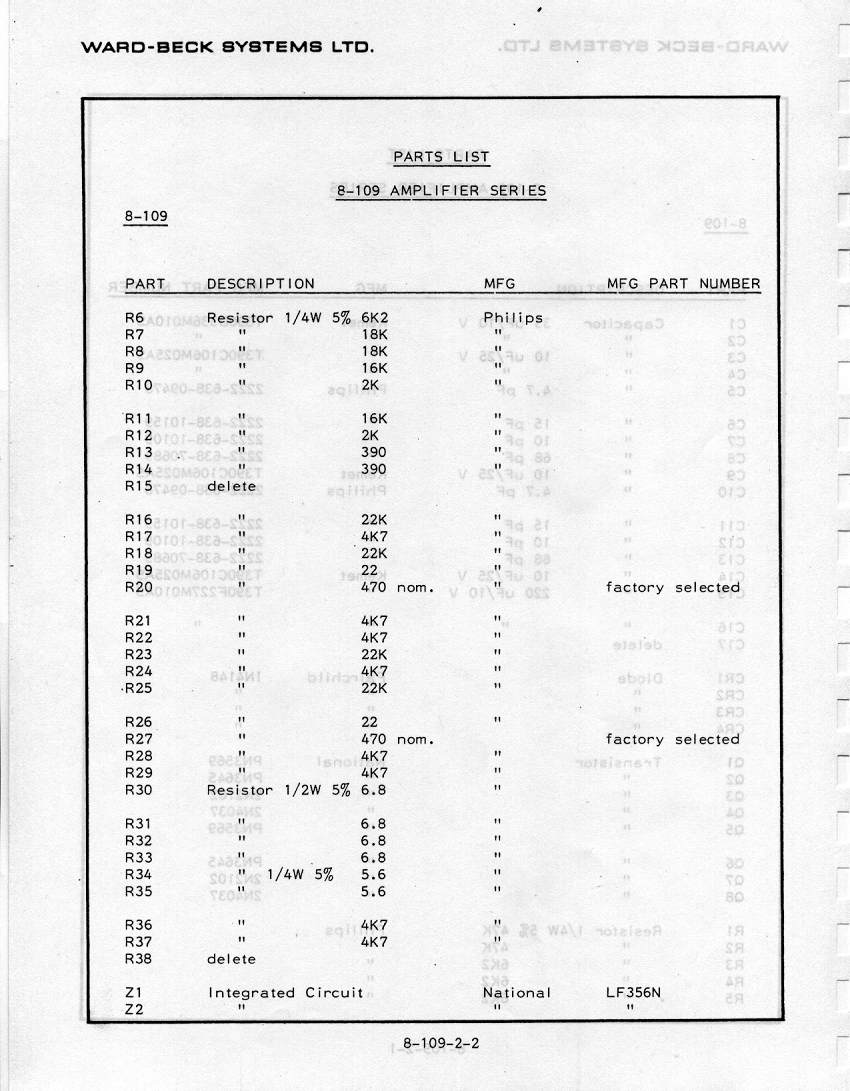 WARD-BECK SYSTEMS LTD.
PARTS LIST
8-109 AMPLIFIER SERIES
8-109
PART DESCRIPTION MFG MFG PART NUMBER
R6 Resistor 1/4W 5% 6K2 Philips
R7 " 18K "
R8 " 18K "
R9 " 16K "
R10 " 2K "
R11 " 16K "
R12 " 2K "
R13 " 390 "
R14 " 390 "
R15 delete
R16 " 22K "
R17 " 4K7 "
R18 " 22K "
R19 " 22 "
R20 " 470 nom. " factory selected
R21 " 4K7 "
R22 " 4K7 "
R23 " 22K "
R24 " 4K7 "
R25 " 22K "
R26 " 22 "
R27 " 470 nom. factory selected
R28 " 4K7 "
R29 " 4K7 "
R30 Resistor 1/2W 5% 6.8 "
R31 " 6.8 "
R32 " 6.8 "
R33 " 6.8 "
R34 " 1/4W 5% 5.6 "
R35 " 5.6 "
R36 " 4K7 "
R37 " 4K7 "
R38 delete
Z1 Integrated Circuit National LF356N
Z2 " " "
8-109-2-2